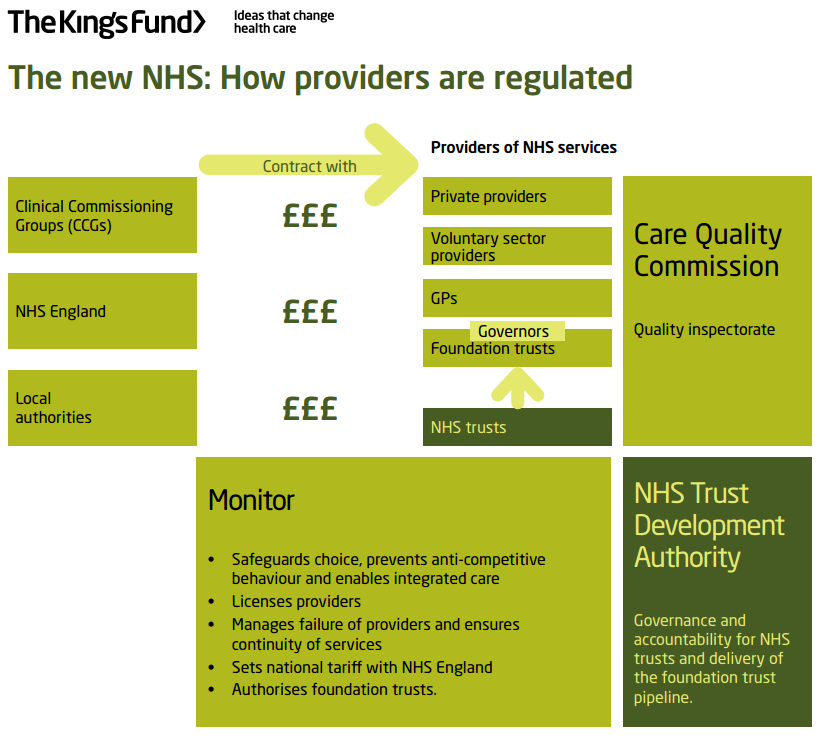 The King's Fund>
Ideas that change
health care
The new NHS: How providers are regulated
Contract with
Providers of NHS services
Clinical Commissioning
Groups (CCGs)
£££
NHS England
£££
Local
authorities
£££
Private providers
Voluntary sector
providers
GPs
Governors
Foundation trusts
NHS trusts
Care Quality
Commission
Quality inspectorate
Monitor
• Safeguards choice, prevents anti-competitive
behaviour and enables integrated care
• Licenses providers
• Manages failure of providers and ensures
continuity of services
• Sets national tariff with NHS England
• Authorises foundation trusts.
NHS Trust
Development
Authority
Governance and
accountability for NHS
trusts and delivery of
the foundation trust
pipeline.